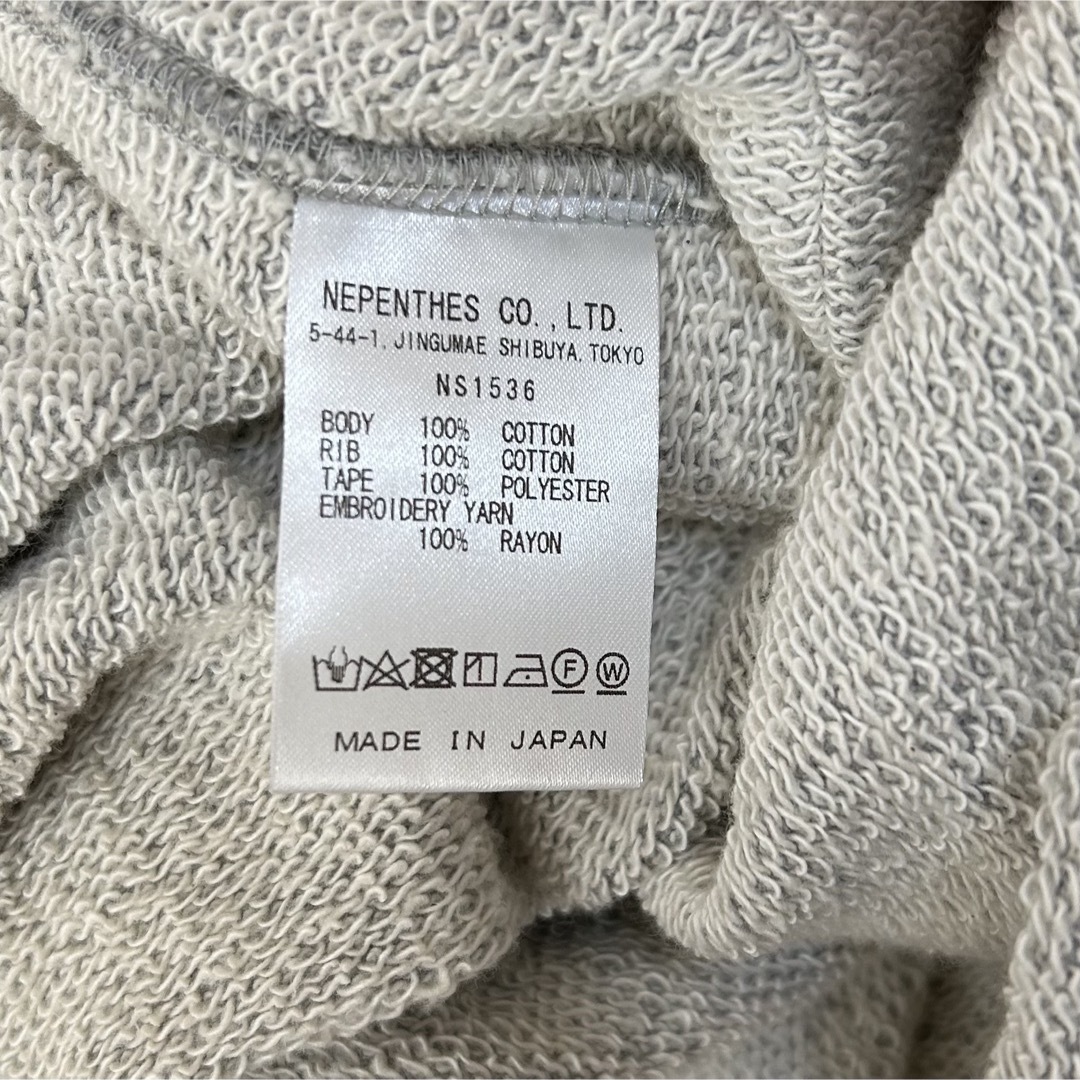 NEPENTHES CO.,LTD.
5-44-1, JINGUMAE SHIBUYA, TOKYO
NS1536
BODY 100% COTTON
RIB 100% COTTON
TAPE 100% POLYESTER
EMBROIDERY YARN
100% RAYON
F W
MADE IN JAPAN